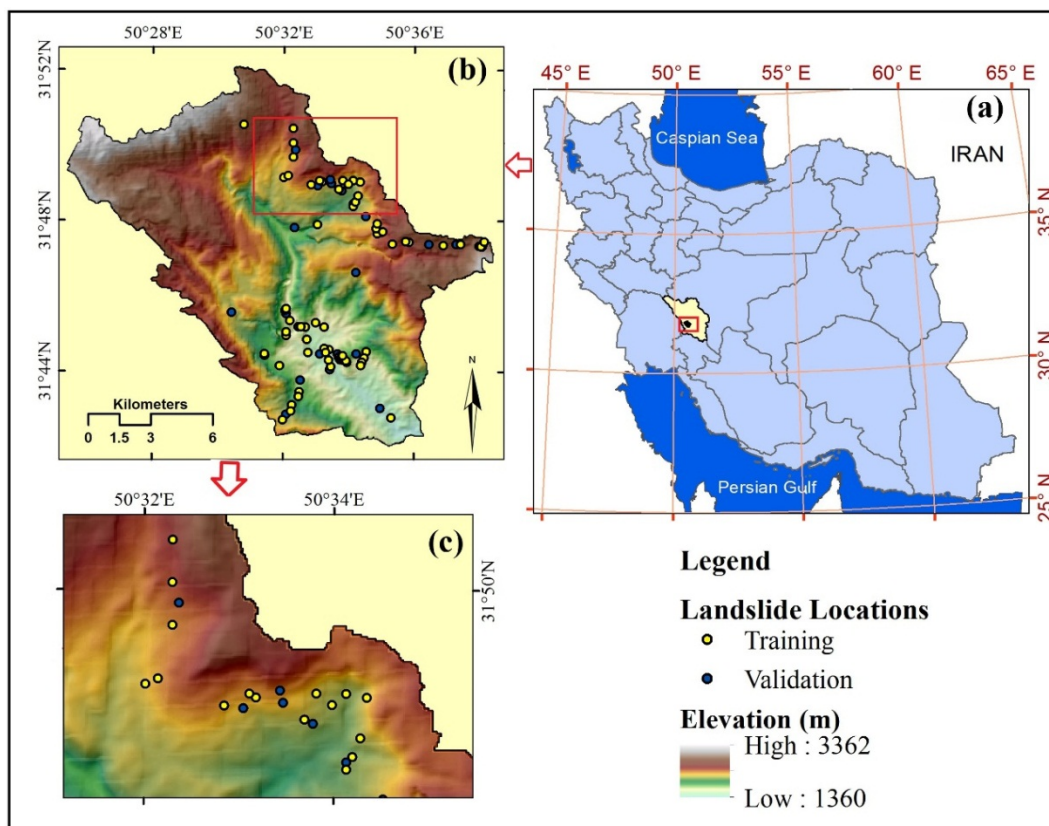 50°28'E 50°32'E 50°36'E
31°52'N
31°48'N
31°44'N
(b)
N
Kilometers
0 1.5 3 6
45° E 50° E 55° E 60° E 65° E
(a)
Caspian Sea
IRAN
35° N
30° N
25° N
Persian Gulf
50°32'E 50°34'E
(c)
31°50'N
Legend
Landslide Locations
Training
Validation
Elevation (m)
High : 3362
Low : 1360